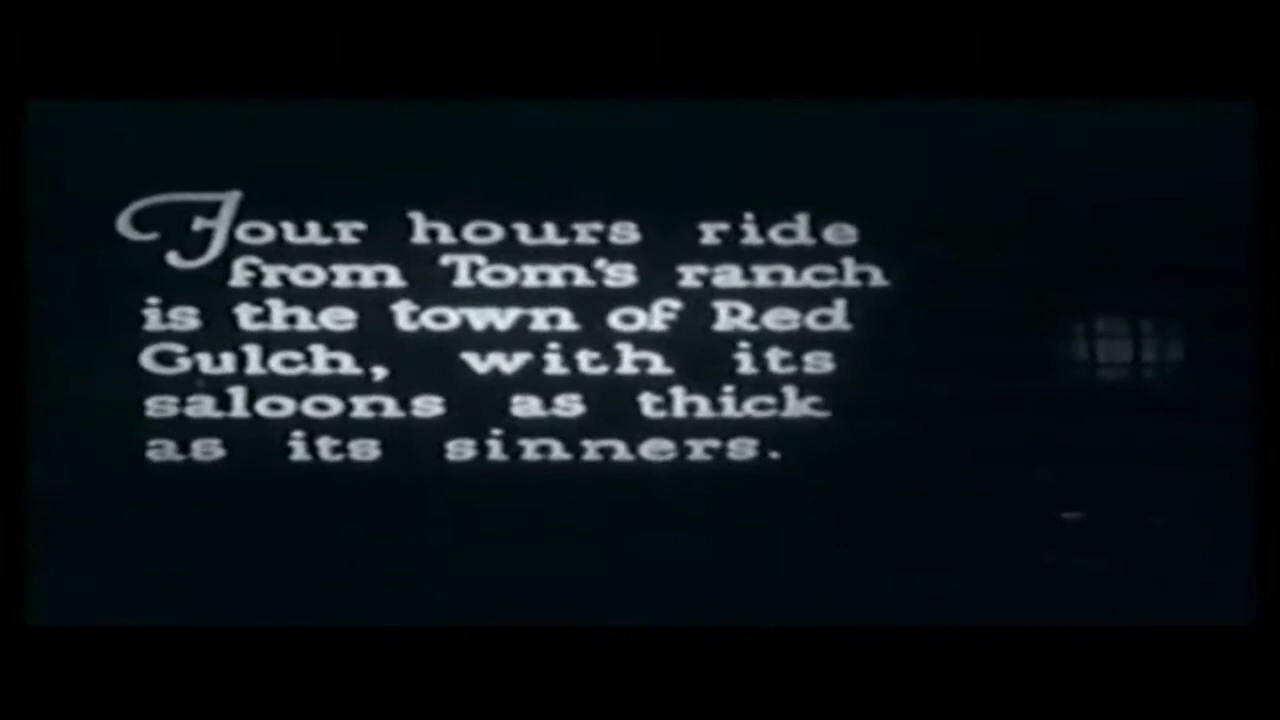 Four hours ride
from Tom's ranch
is the town of Red
Gulch, with its
saloons as thick
as its sinners.